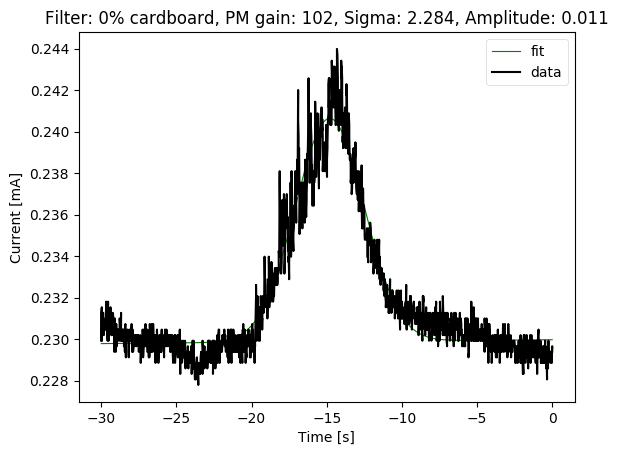 Filter: 0% cardboard, PM gain: 102, Sigma: 2.284, Amplitude: 0.011
fit
data
0.244
0.242
0.240
0.238
0.236
0.234
0.232
0.230
0.228
Current [mA]
−30 −25 −20 −15 −10 −5 0
Time [s]